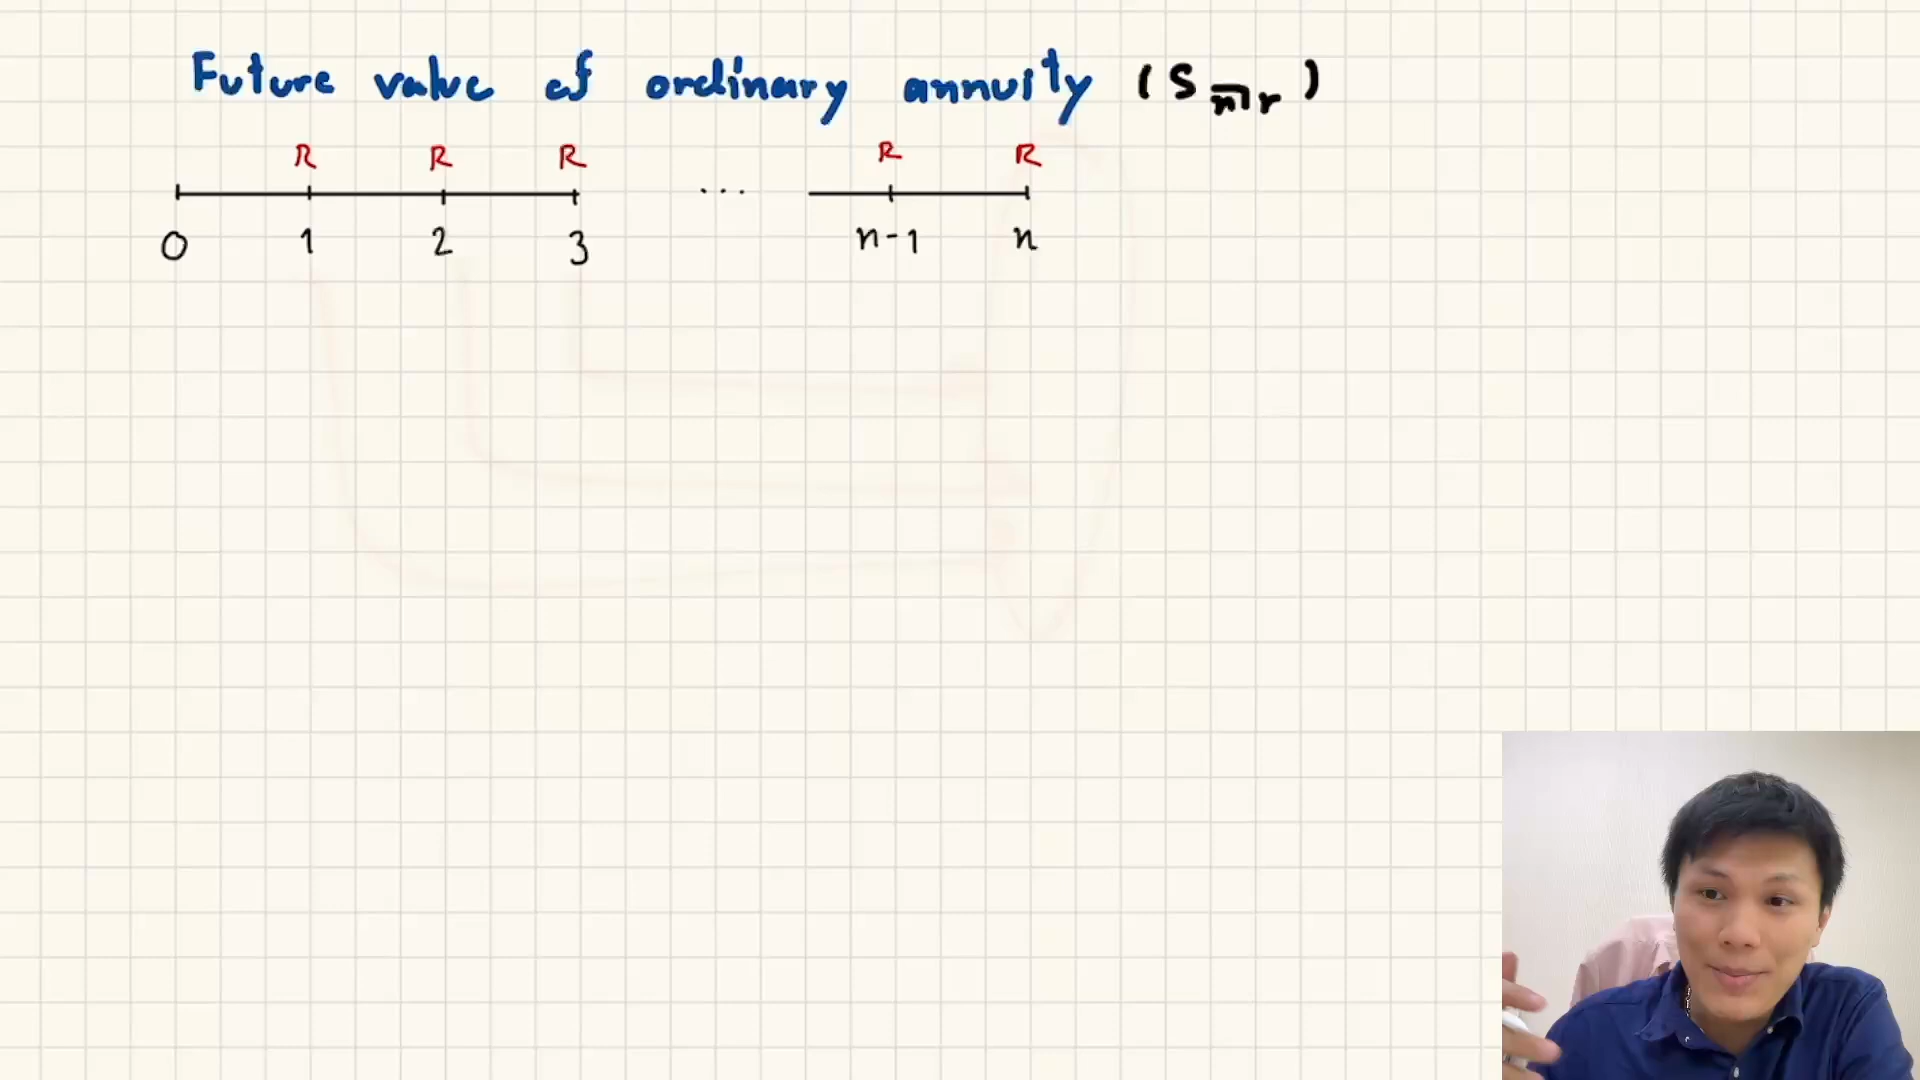 Future value of ordinary annuity (S n͞| r)
R R R R R
...
0 1 2 3 n-1 n